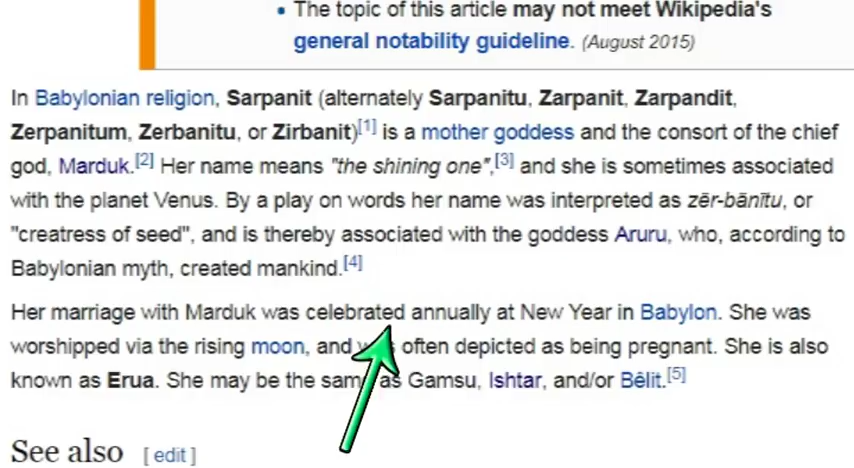 • The topic of this article may not meet Wikipedia's
general notability guideline. (August 2015)
In Babylonian religion, Sarpanit (alternately Sarpanitu, Zarpanit, Zarpandit,
Zerpanitum, Zerbanitu, or Zirbanit)[1] is a mother goddess and the consort of the chief
god, Marduk.[2] Her name means "the shining one",[3] and she is sometimes associated
with the planet Venus. By a play on words her name was interpreted as zēr-bānītu, or
"creatress of seed", and is thereby associated with the goddess Aruru, who, according to
Babylonian myth, created mankind.[4]
Her marriage with Marduk was celebrated annually at New Year in Babylon. She was
worshipped via the rising moon, and often depicted as being pregnant. She is also
known as Erua. She may be the same as Gamsu, Ishtar, and/or Bêlit.[5]
See also [ edit ]